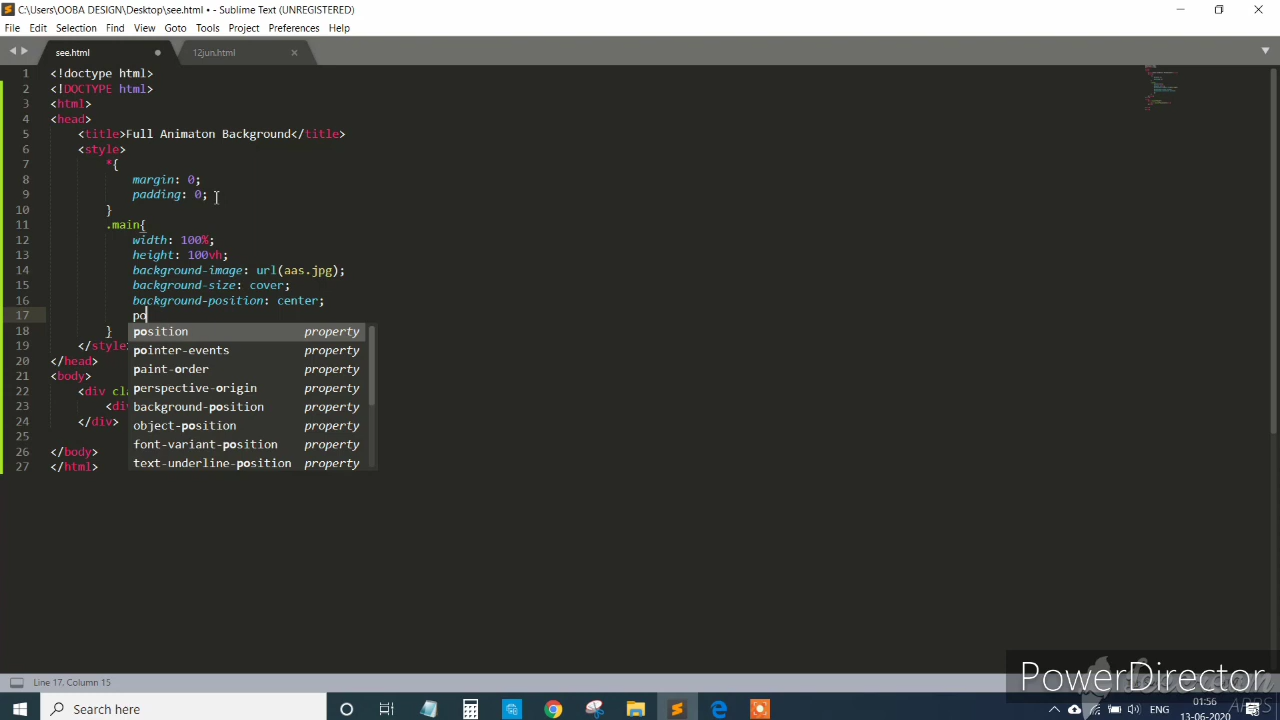 C:\Users\OOBA DESIGN\Desktop\see.html • - Sublime Text (UNREGISTERED)
File Edit Selection Find View Goto Tools Project Preferences Help
see.html 12jun.html
1 <!doctype html>
2 <!DOCTYPE html>
3 <html>
4 <head>
5 <title>Full Animaton Background</title>
6 <style>
7 *{
8 margin: 0;
9 padding: 0;
10 }
11 .main{
12 width: 100%;
13 height: 100vh;
14 background-image: url(aas.jpg);
15 background-size: cover;
16 background-position: center;
17 po
18 } position property
pointer-events property
19 </style
20 </head> paint-order property
21 <body> perspective-origin property
22 <div cla
23 <di background-position property
24 </div> object-position property
25 font-variant-position property
26 </body>
text-underline-position property
27 </html>
Line 17, Column 15
PowerDirector
APPS
Search here
ENG 01:56
13-06-2020